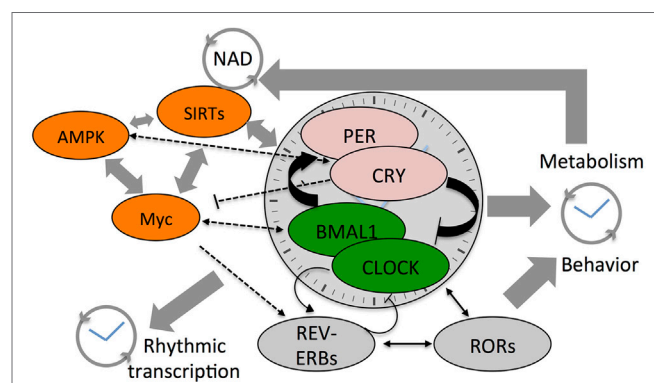 NAD
SIRTs
AMPK
PER
CRY
Metabolism
Myc
BMAL1
CLOCK
Behavior
REV-
ERBs
RORs
Rhythmic
transcription